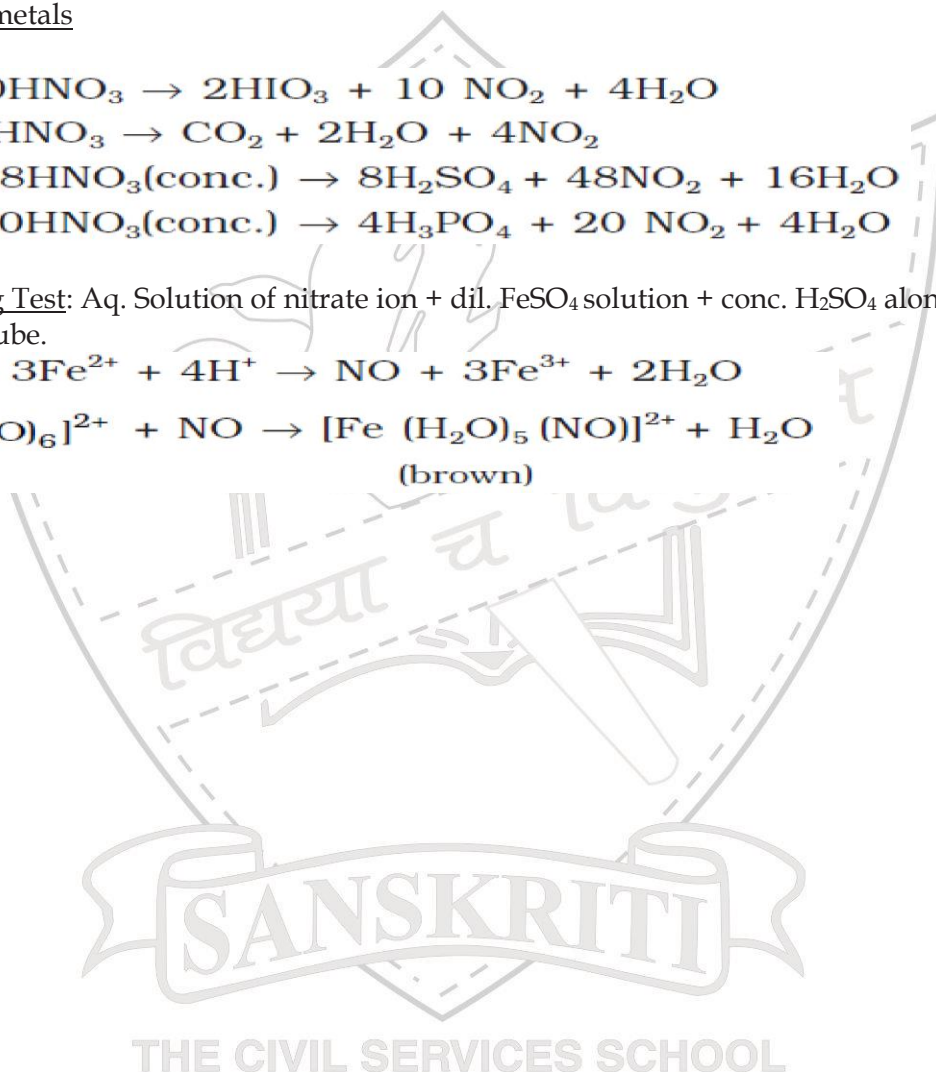 metals
0HNO₃ → 2HIO₃ + 10 NO₂ + 4H₂O
HNO₃ → CO₂ + 2H₂O + 4NO₂
8HNO₃(conc.) → 8H₂SO₄ + 48NO₂ + 16H₂O
0HNO₃(conc.) → 4H₃PO₄ + 20 NO₂ + 4H₂O
g Test: Aq. Solution of nitrate ion + dil. FeSO₄ solution + conc. H₂SO₄ alon
ube.
3Fe²⁺ + 4H⁺ → NO + 3Fe³⁺ + 2H₂O
O)₆]²⁺ + NO → [Fe (H₂O)₅ (NO)]²⁺ + H₂O
(brown)
विद्यया च
SANSKRITI
THE CIVIL SERVICES SCHOOL